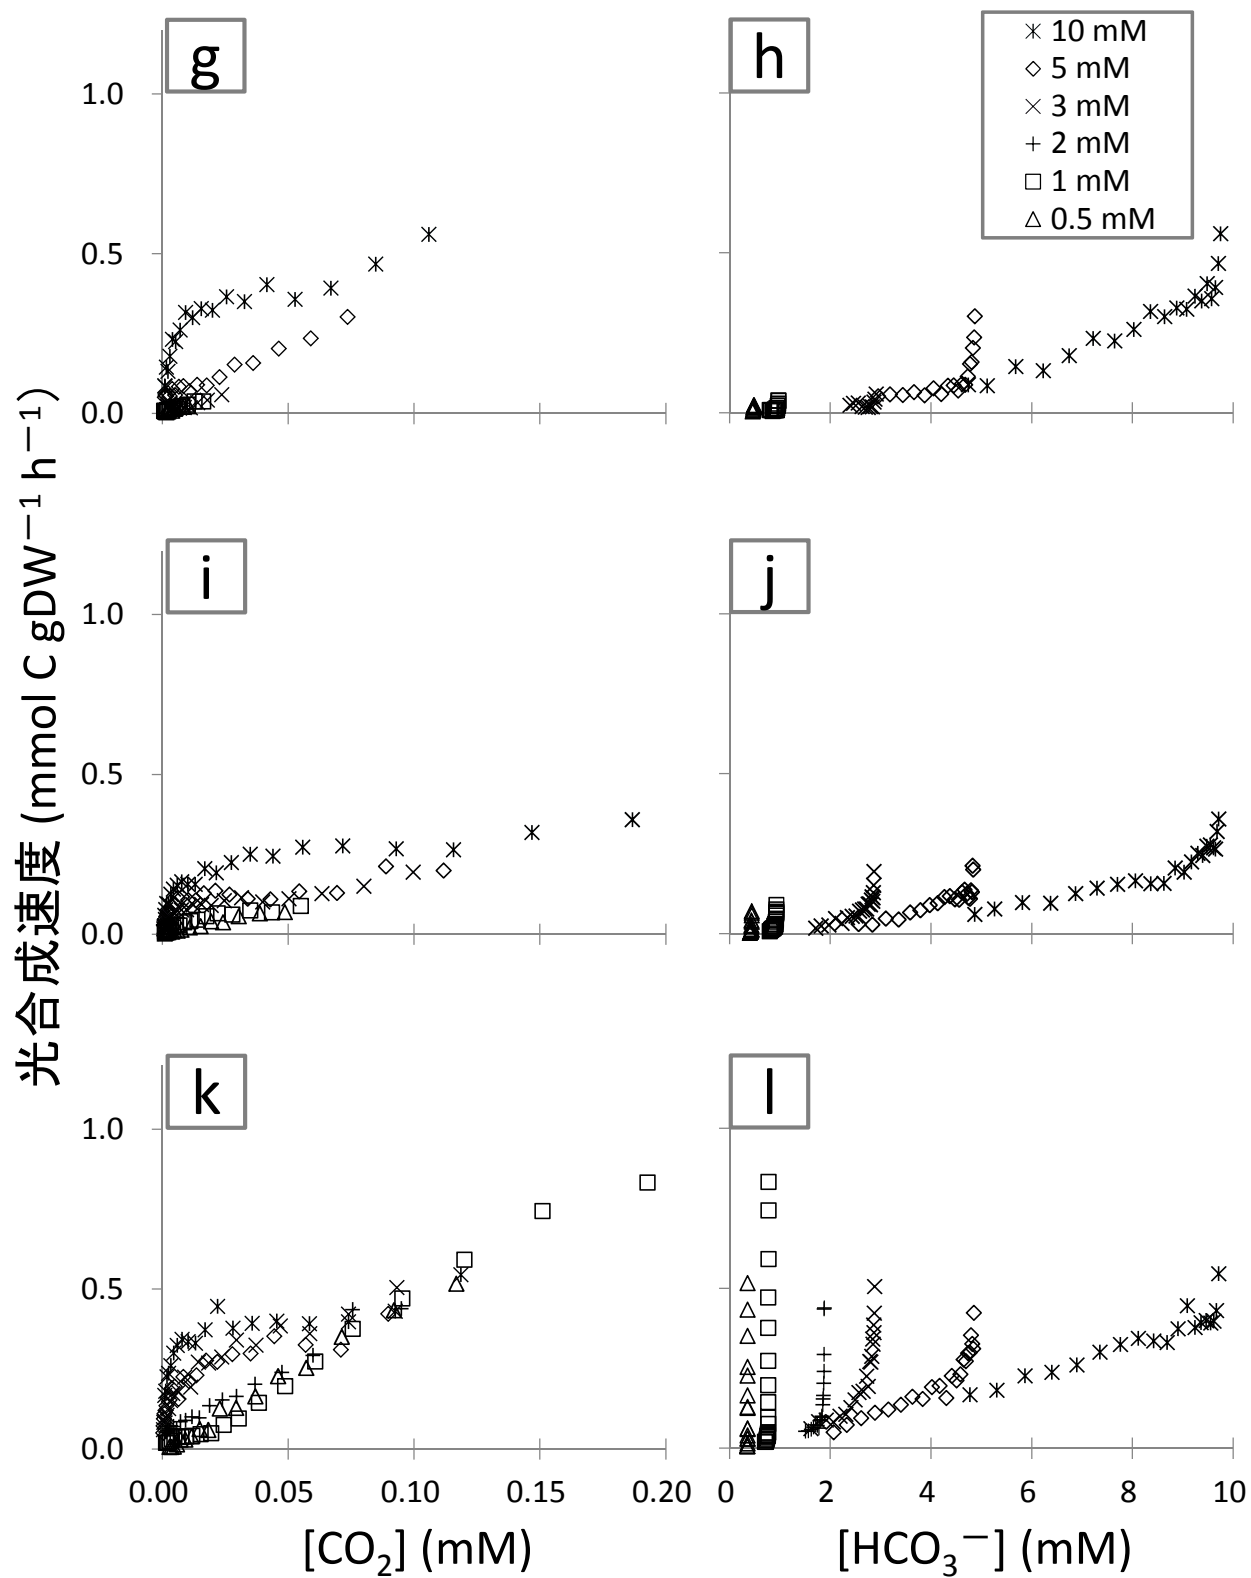 g
1.0
0.5
0.0
h
10 mM
5 mM
3 mM
2 mM
1 mM
0.5 mM
i
1.0
0.5
0.0
j
k
1.0
0.5
0.0
l
光合成速度 (mmol C gDW⁻¹ h⁻¹)
0.00 0.05 0.10 0.15 0.20
0 2 4 6 8 10
[CO₂] (mM)
[HCO₃⁻] (mM)